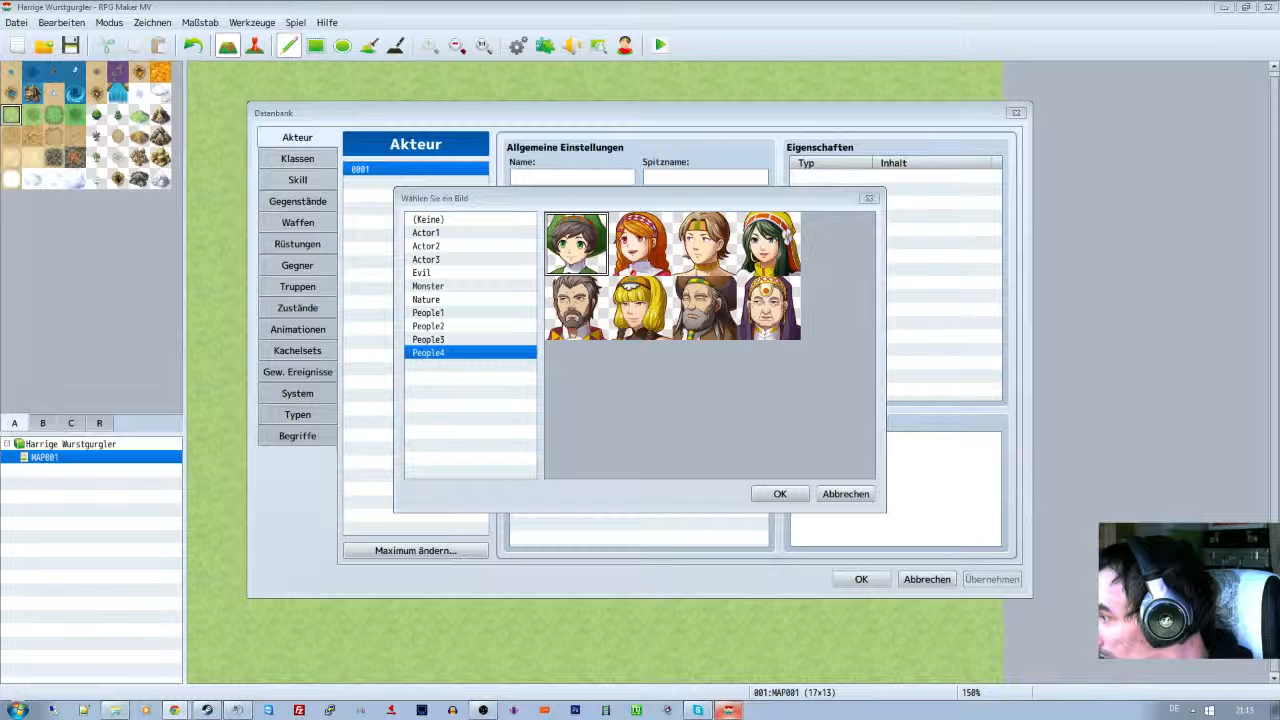 Harrige Wurstgurgler - RPG Maker MV
Datei Bearbeiten Modus Zeichnen Maßstab Werkzeuge Spiel Hilfe
Datenbank
Akteur
Klassen
Skill
Gegenstände
Waffen
Rüstungen
Gegner
Truppen
Zustände
Animationen
Kachelsets
Gew. Ereignisse
System
Typen
Begriffe
Akteur
0001
Maximum ändern...
Allgemeine Einstellungen
Name: Spitzname:
Eigenschaften
Typ Inhalt
Wählen Sie ein Bild
(Keine)
Actor1
Actor2
Actor3
Evil
Monster
Nature
People1
People2
People3
People4
OK Abbrechen
OK Abbrechen Übernehmen
A B C R
Harrige Wurstgurgler
MAP001
001:MAP001 (17×13) 150%
DE 21:15